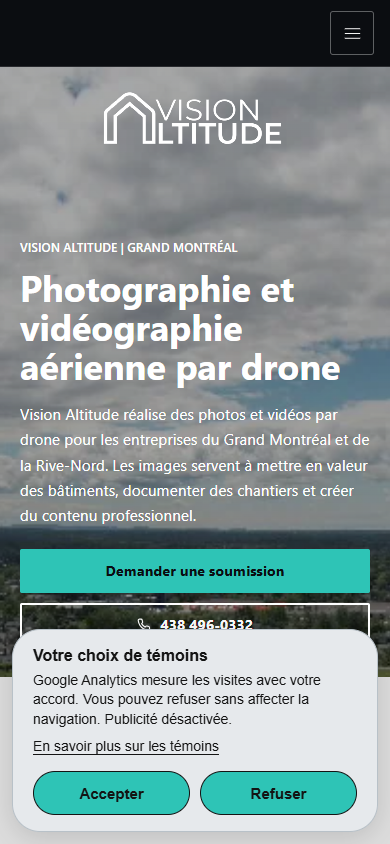 VISION
ALTITUDE
VISION ALTITUDE | GRAND MONTRÉAL
Photographie et
vidéographie
aérienne par drone
Vision Altitude réalise des photos et vidéos par
drone pour les entreprises du Grand Montréal et de
la Rive-Nord. Les images servent à mettre en valeur
des bâtiments, documenter des chantiers et créer
du contenu professionnel.
Demander une soumission
438 496-0332
Votre choix de témoins
Google Analytics mesure les visites avec votre
accord. Vous pouvez refuser sans affecter la
navigation. Publicité désactivée.
En savoir plus sur les témoins
Accepter
Refuser